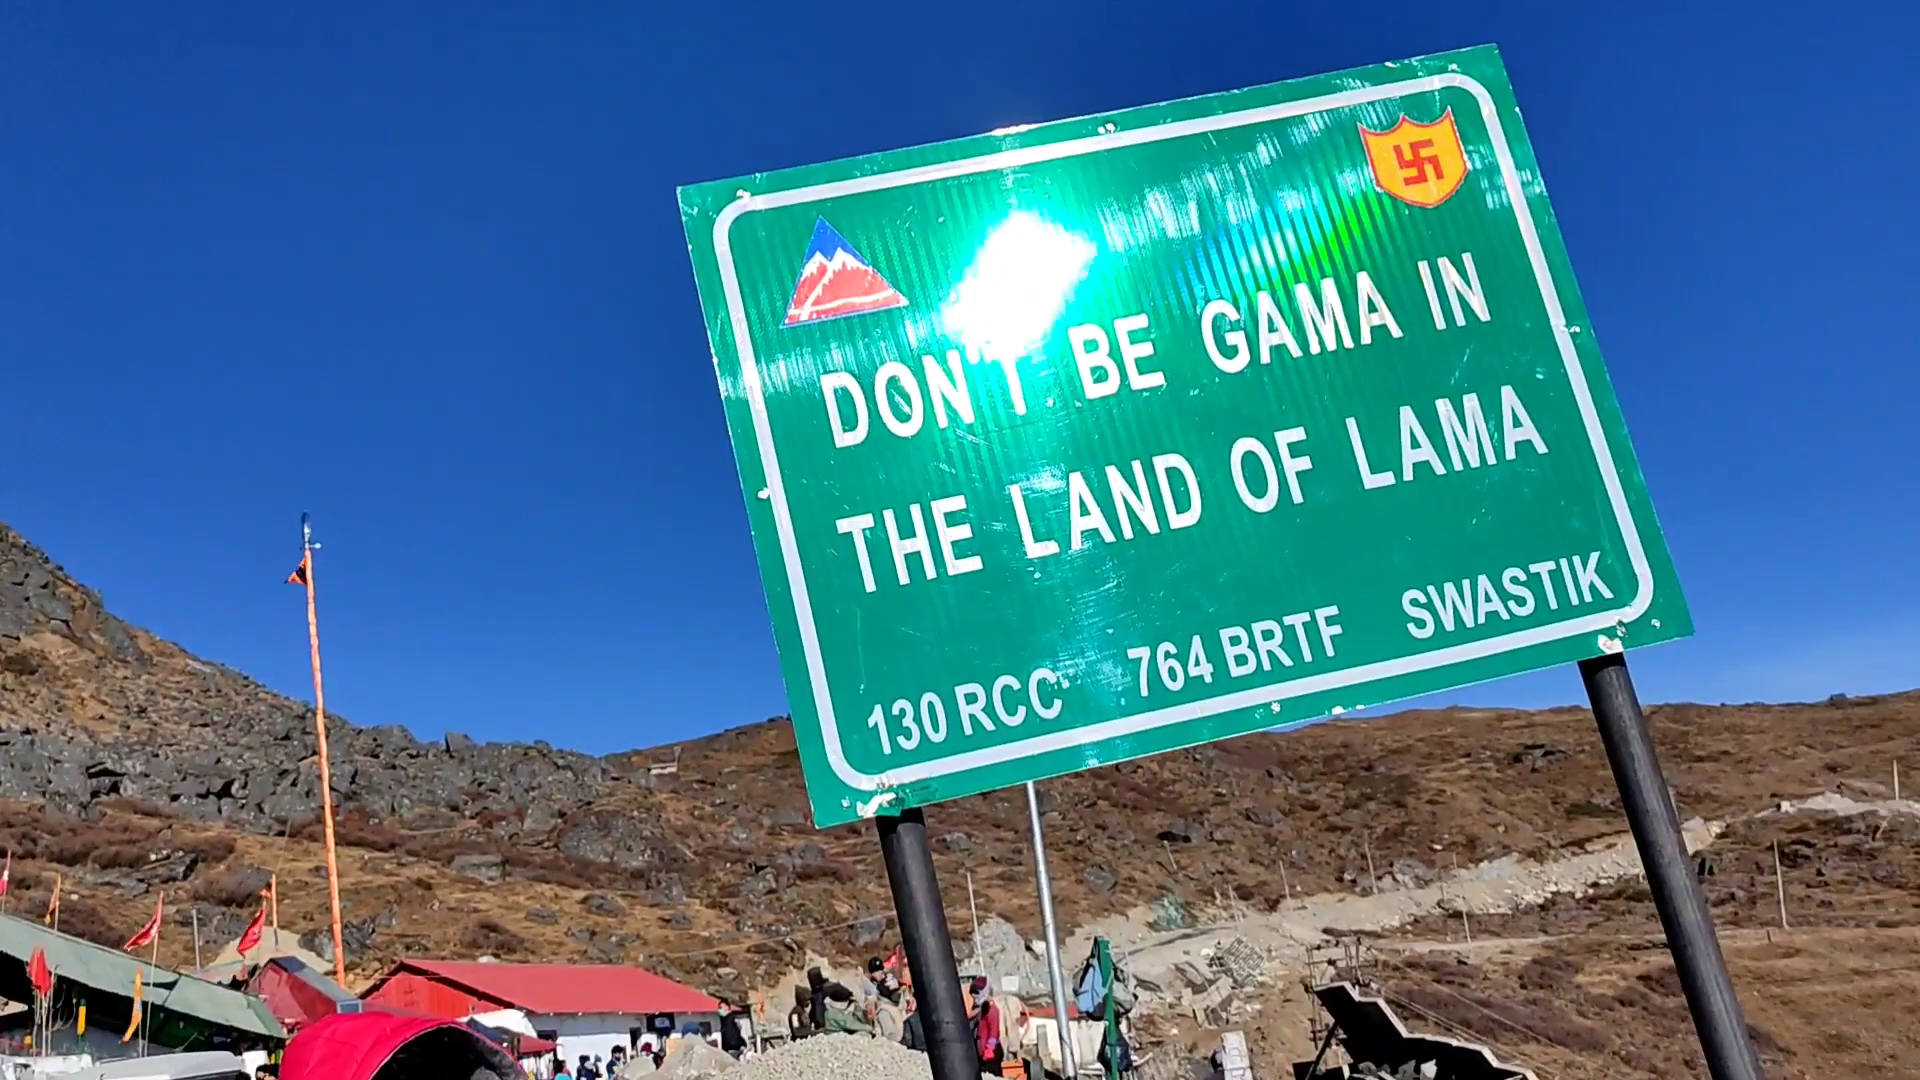 DON'T BE GAMA IN
THE LAND OF LAMA
130 RCC 764 BRTF SWASTIK